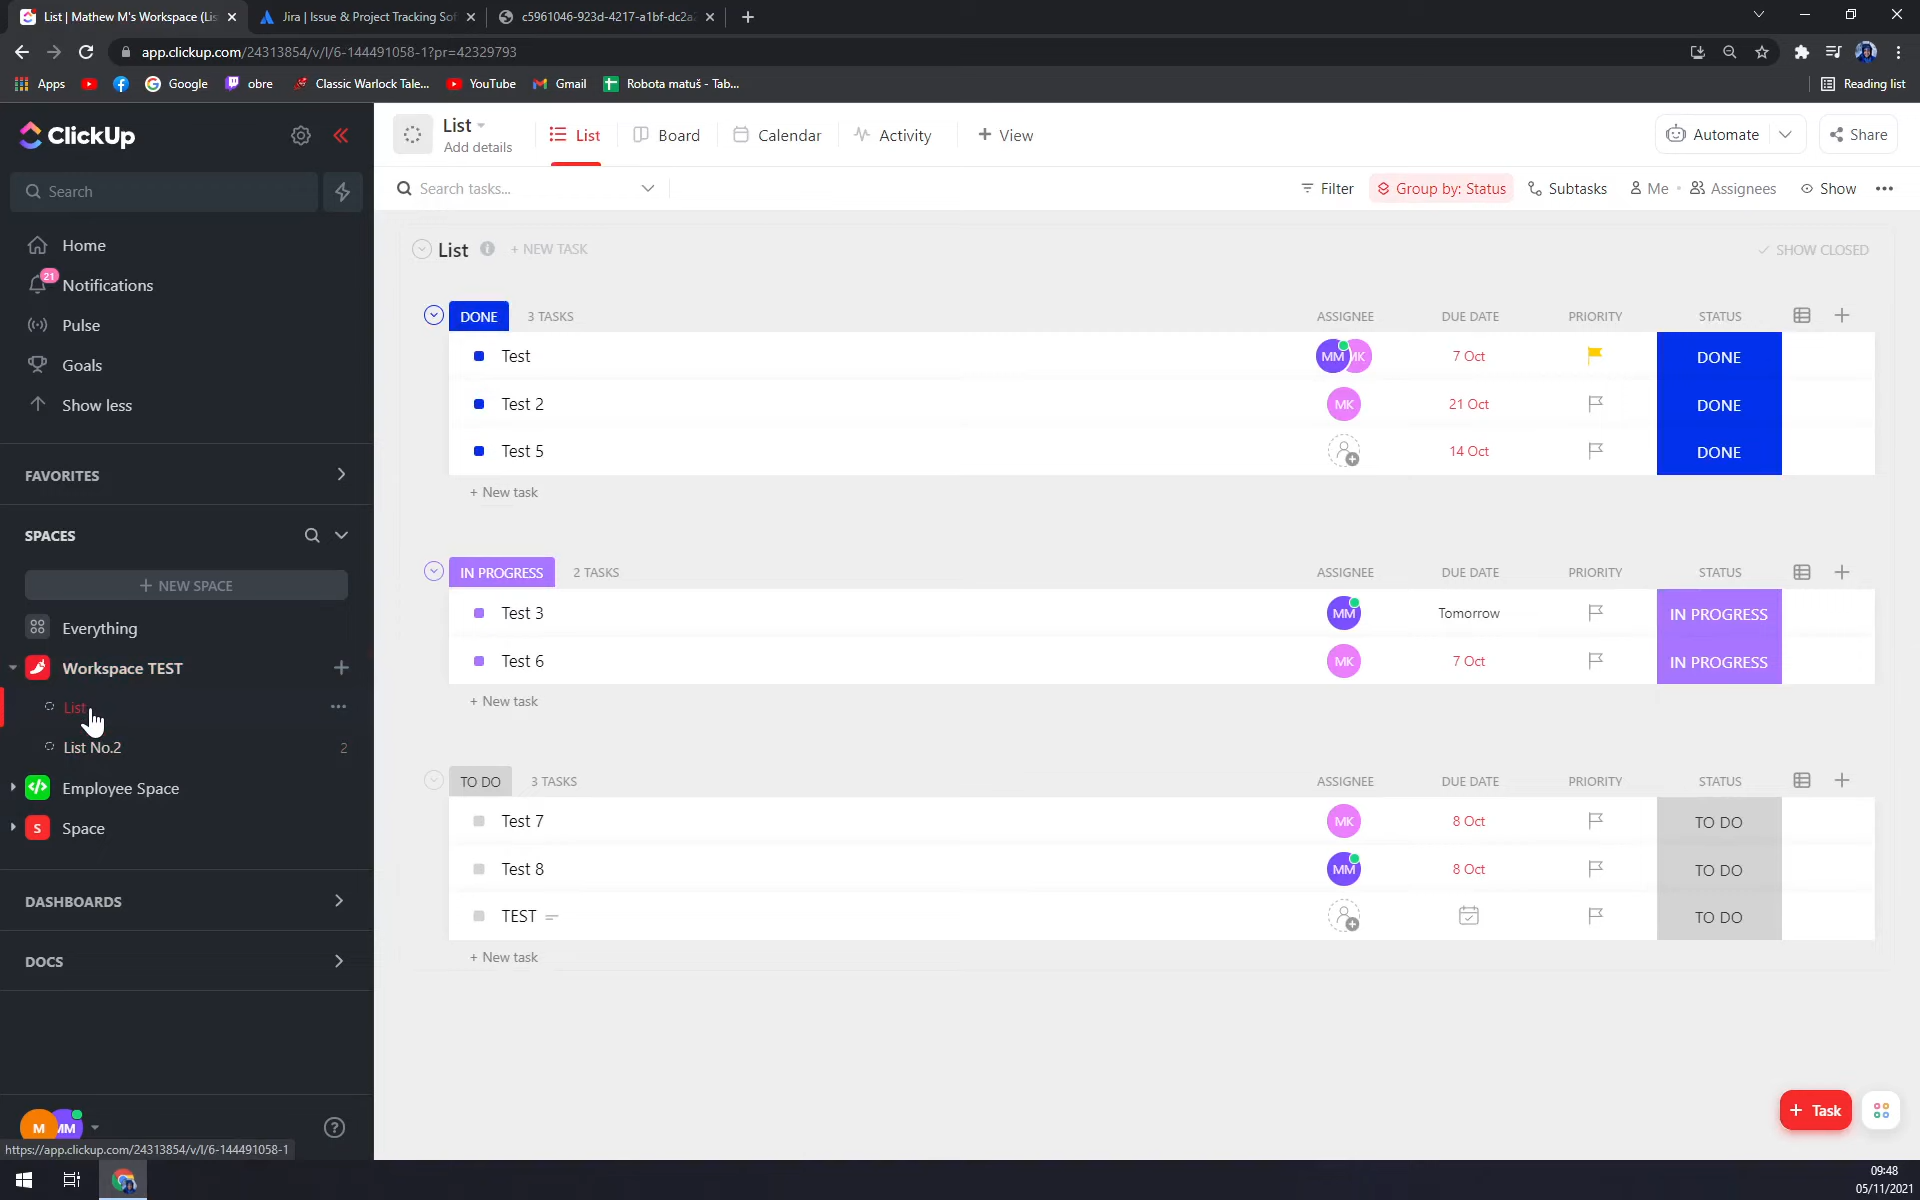 List | Mathew M's Workspace (Lis
Jira | Issue & Project Tracking Sof
c5961046-923d-4217-a1bf-dc2a2
app.clickup.com/24313854/v/l/6-144491058-1?pr=42329793
Apps
Google
obre
Classic Warlock Tale...
YouTube
Gmail
Robota matuš - Tab...
Reading list
ClickUp
Search
Home
21
Notifications
Pulse
Goals
Show less
FAVORITES
SPACES
+ NEW SPACE
Everything
Workspace TEST
List
List No.2 2
Employee Space
S Space
DASHBOARDS
DOCS
M MM
https://app.clickup.com/24313854/v/l/6-144491058-1
List
Add details
List
Board
Calendar
Activity
+ View
Automate
Share
Search tasks...
Filter
Group by: Status
Subtasks
Me
Assignees
Show
List + NEW TASK SHOW CLOSED
DONE 3 TASKS ASSIGNEE DUE DATE PRIORITY STATUS
Test MM MK 7 Oct DONE
Test 2 MK 21 Oct DONE
Test 5 14 Oct DONE
+ New task
IN PROGRESS 2 TASKS ASSIGNEE DUE DATE PRIORITY STATUS
Test 3 MM Tomorrow IN PROGRESS
Test 6 MK 7 Oct IN PROGRESS
+ New task
TO DO 3 TASKS ASSIGNEE DUE DATE PRIORITY STATUS
Test 7 MK 8 Oct TO DO
Test 8 MM 8 Oct TO DO
TEST TO DO
+ New task
+ Task
09:48
05/11/2021